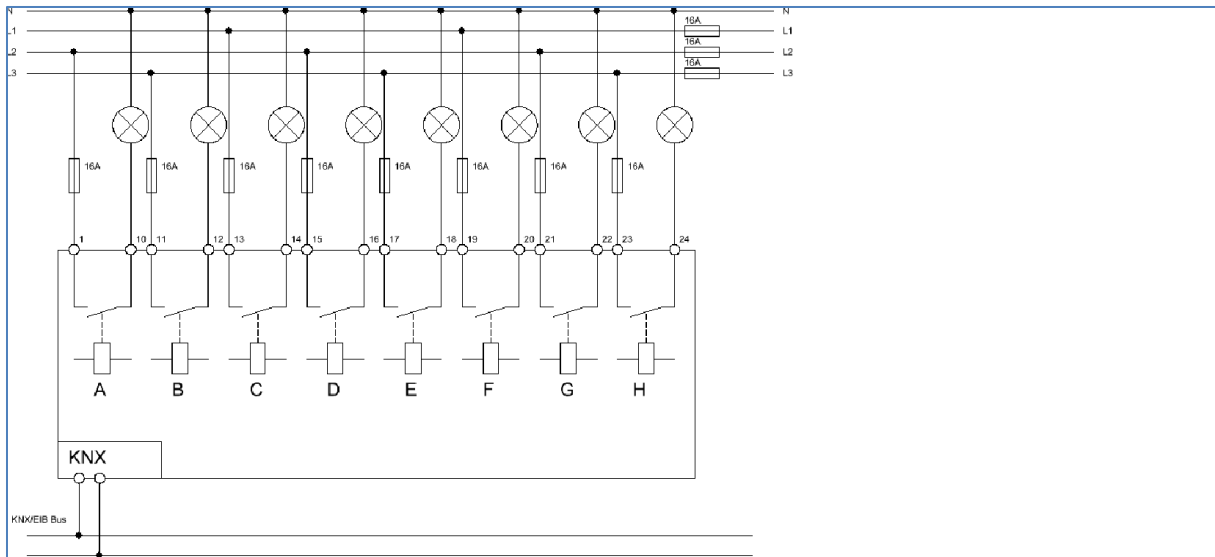 N N
16A
L1 L1
16A
L2 L2
16A
L3 L3
16A 16A 16A 16A 16A 16A 16A 16A
1 10 11 12 13 14 15 16 17 18 19 20 21 22 23 24
A B C D E F G H
KNX
KNX/EIB Bus